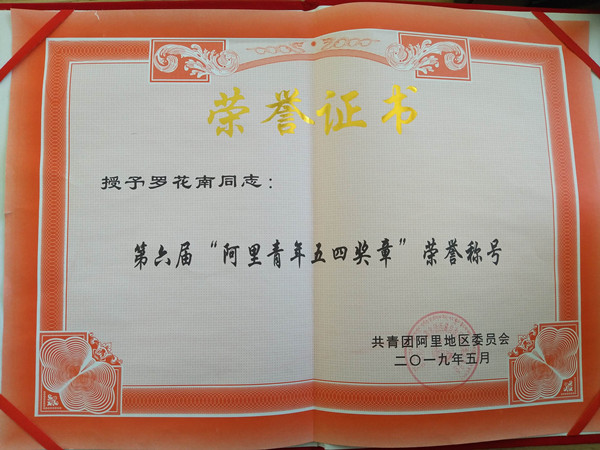 荣誉证书
授予罗花南同志：
第六届“阿里青年五四奖章”荣誉称号
共青团阿里地区委员会
二〇一九年五月